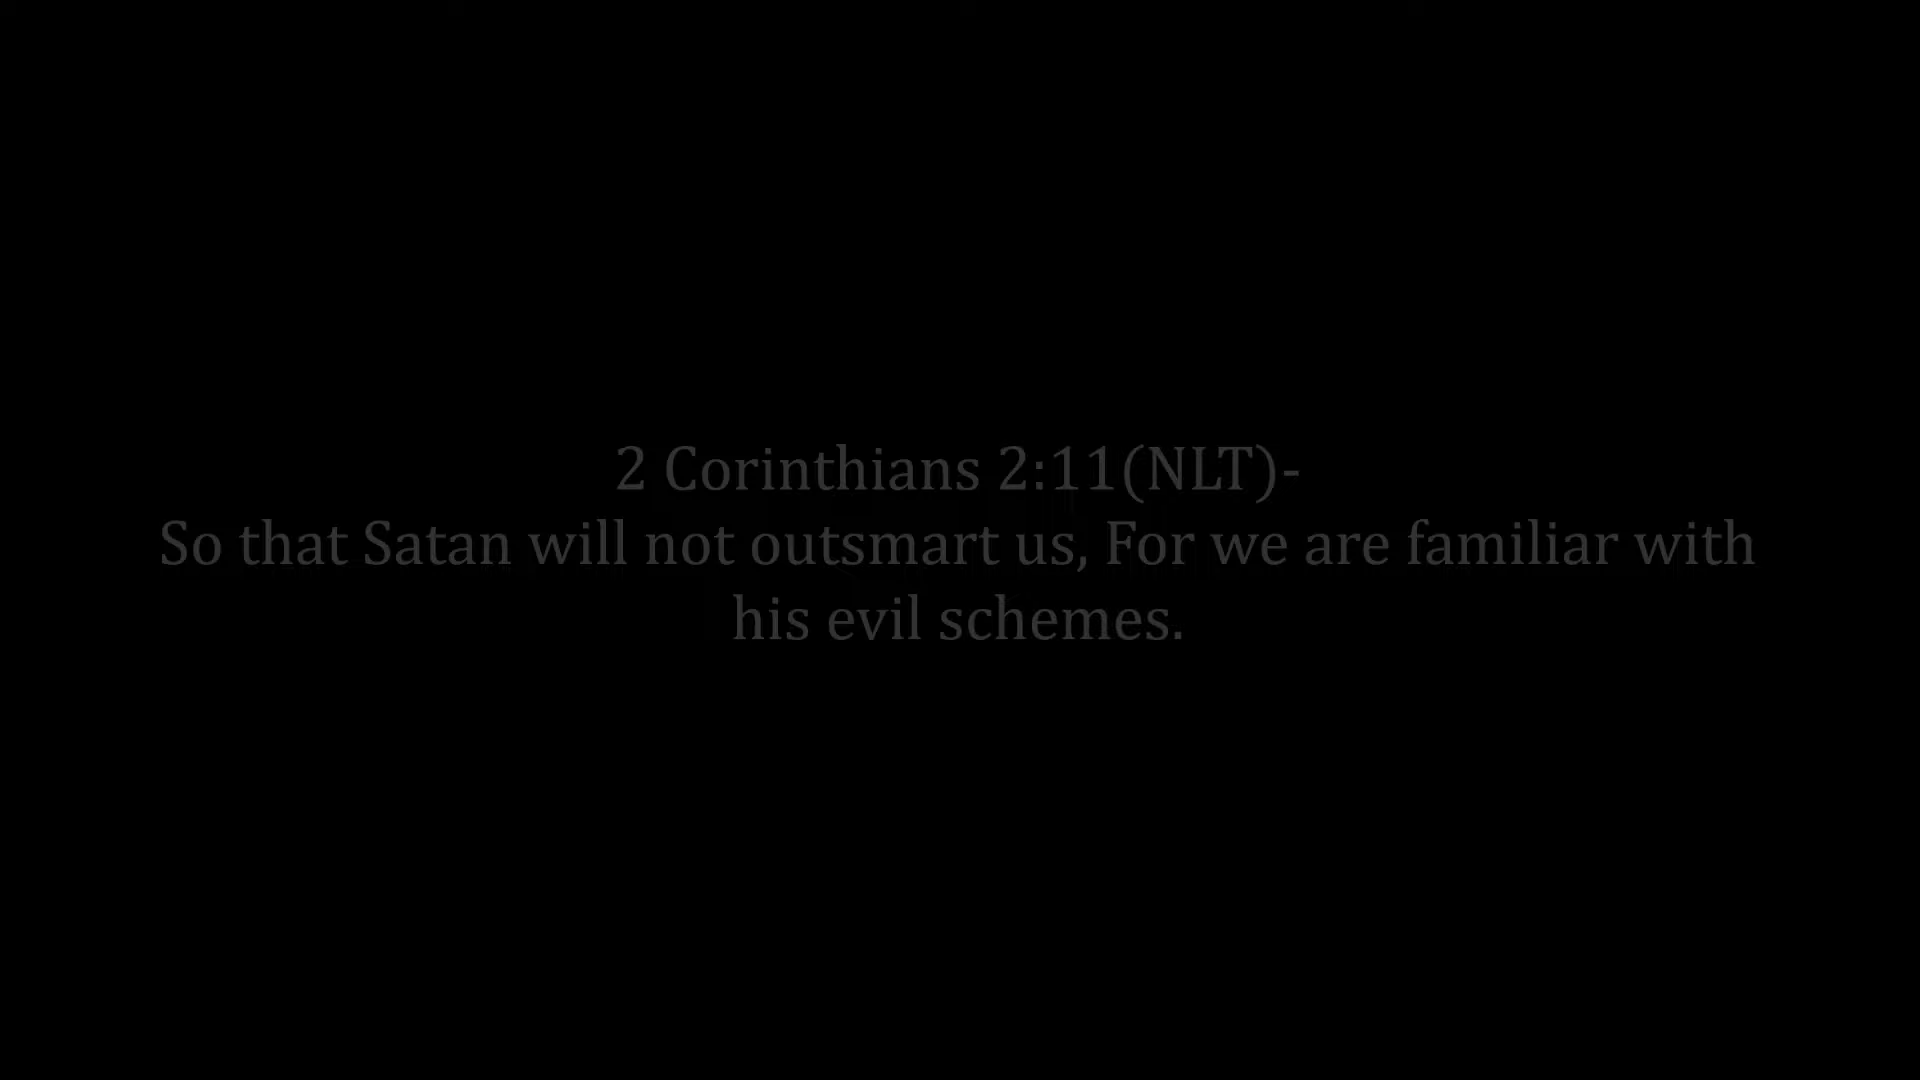 2 Corinthians 2:11(NLT)-
So that Satan will not outsmart us, For we are familiar with
his evil schemes.